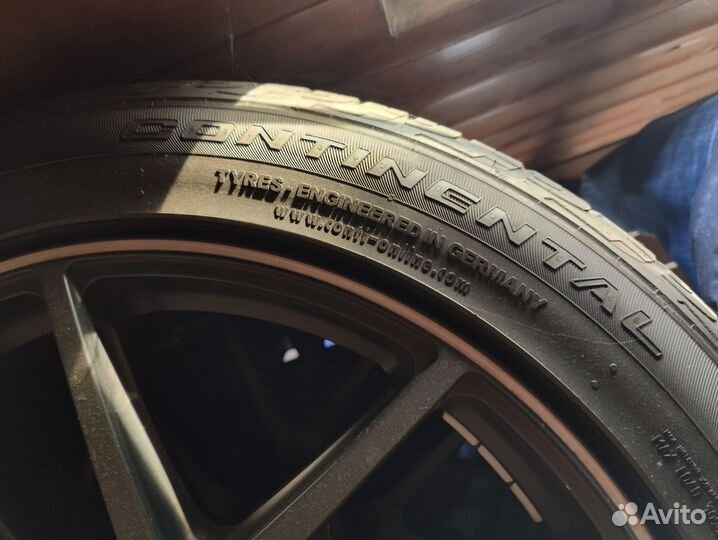 CONTINENTAL
TYRES ENGINEERED IN GERMANY
www.conti-online.com
Avito